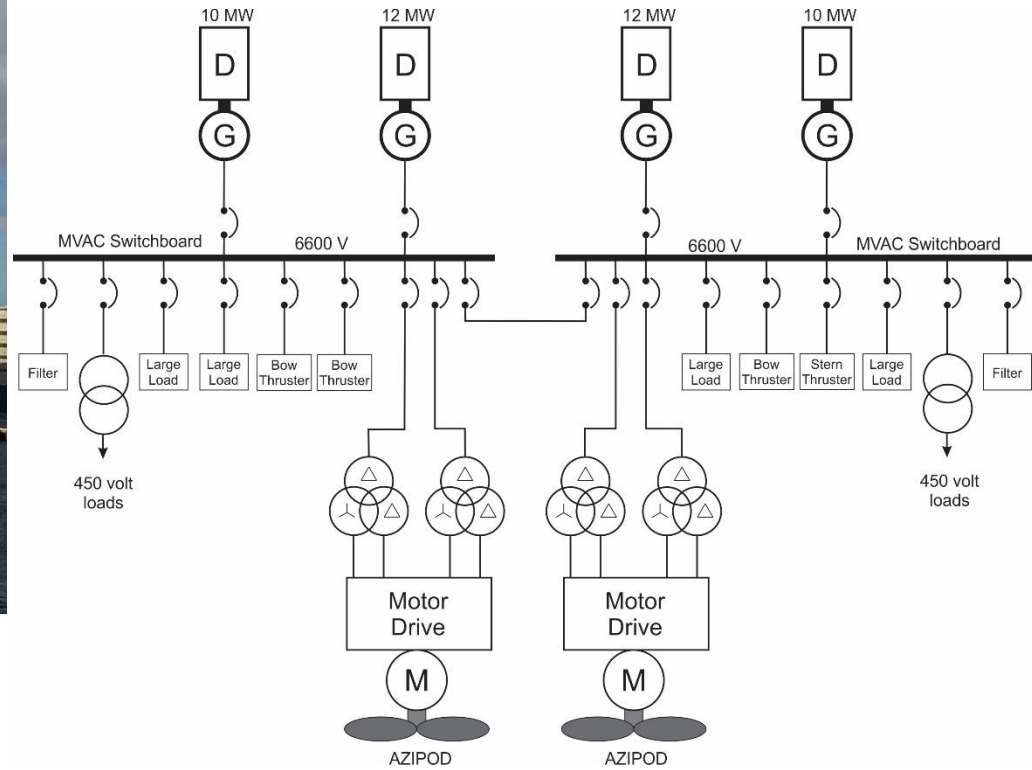 10 MW
12 MW
12 MW
10 MW
D
D
D
D
G
G
G
G
MVAC Switchboard
6600 V
6600 V
MVAC Switchboard
Filter
Large
Load
Large
Load
Bow
Thruster
Bow
Thruster
Large
Load
Bow
Thruster
Stern
Thruster
Large
Load
Filter
450 volt
loads
450 volt
loads
Motor
Drive
Motor
Drive
M
M
AZIPOD
AZIPOD